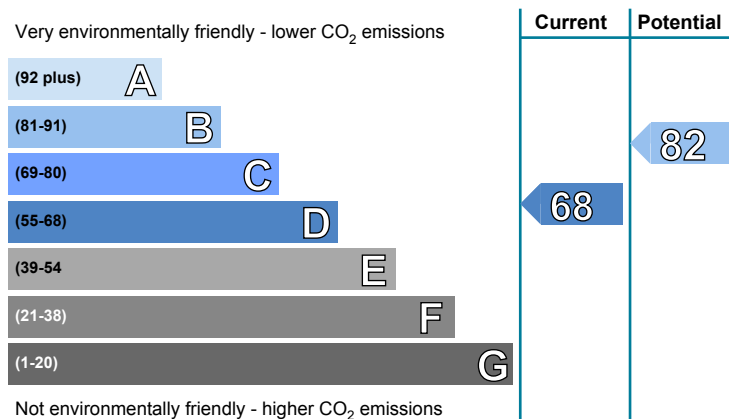 Very environmentally friendly - lower CO2 emissions
Current
Potential
(92 plus) A
(81-91) B
(69-80) C
(55-68) D
(39-54 E
(21-38) F
(1-20) G
82
68
Not environmentally friendly - higher CO2 emissions